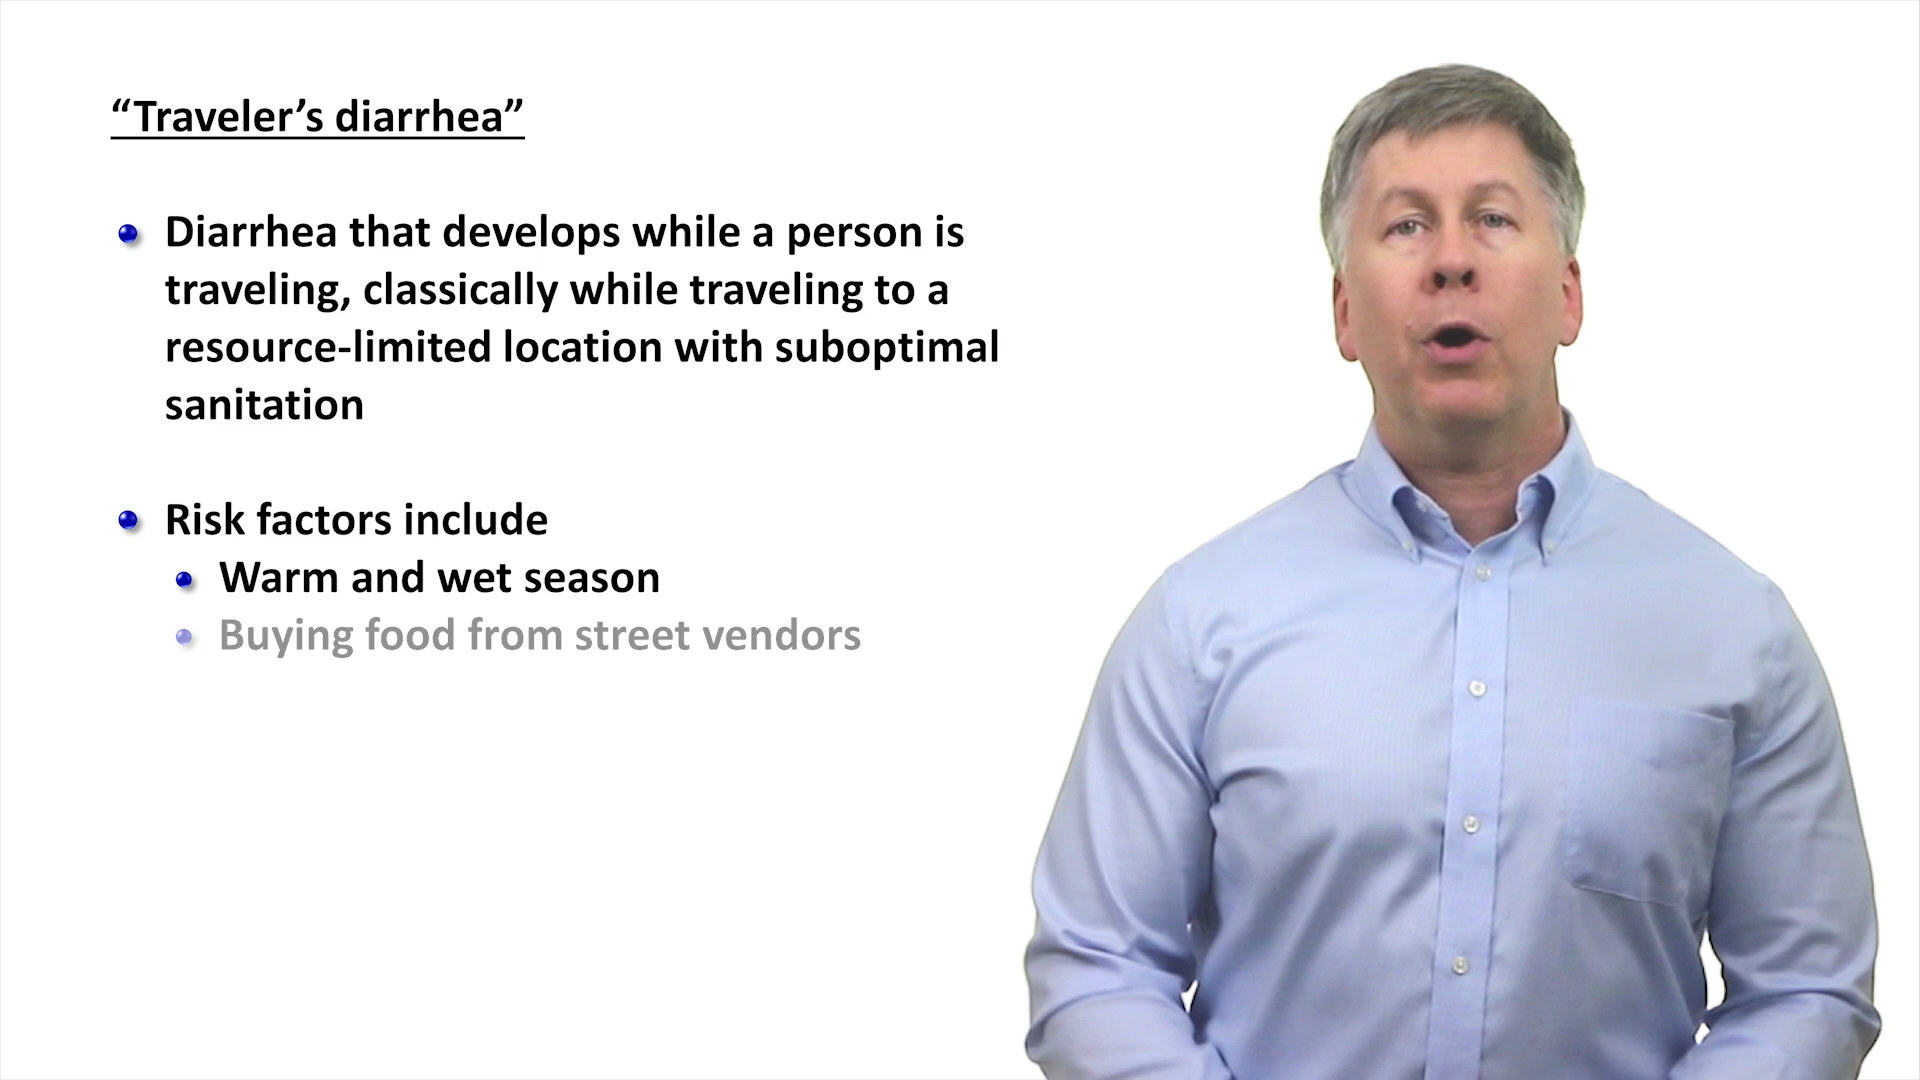 “Traveler’s diarrhea”
Diarrhea that develops while a person is
traveling, classically while traveling to a
resource-limited location with suboptimal
sanitation
Risk factors include
Warm and wet season
Buying food from street vendors